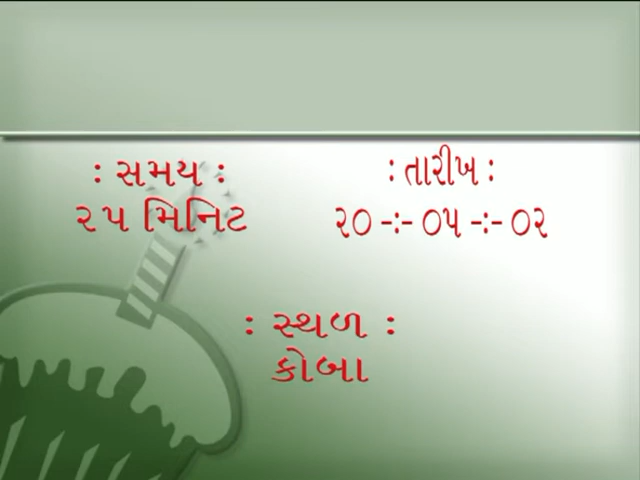 : સમય :
૨૫ મિનિટ
: તારીખ :
૨૦ -:- ૦૫ -:- ૦૨
: સ્થળ :
કોબા